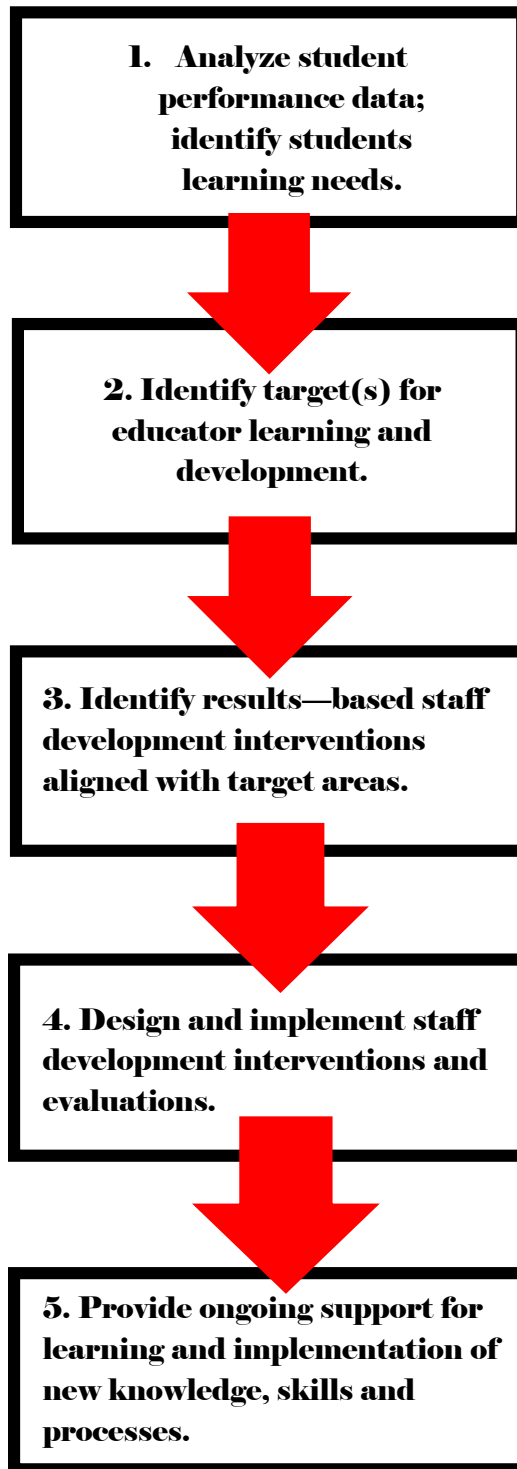 1. Analyze student
performance data;
identify students
learning needs.
2. Identify target(s) for
educator learning and
development.
3. Identify results—based staff
development interventions
aligned with target areas.
4. Design and implement staff
development interventions and
evaluations.
5. Provide ongoing support for
learning and implementation of
new knowledge, skills and
processes.